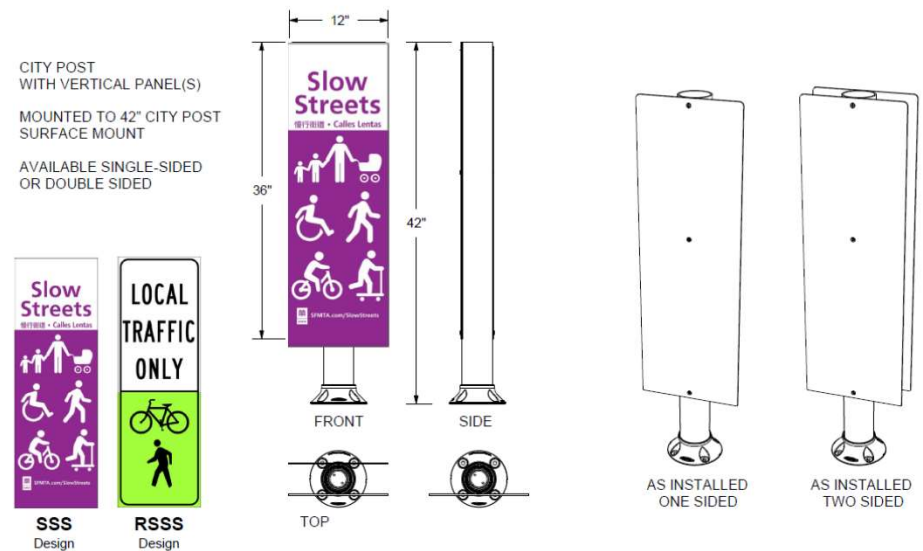 CITY POST
WITH VERTICAL PANEL(S)
MOUNTED TO 42" CITY POST
SURFACE MOUNT
AVAILABLE SINGLE-SIDED
OR DOUBLE SIDED
12"
36"
42"
Slow
Streets
慢行街道 • Calles Lentas
SFMTA.com/SlowStreets
FRONT
SIDE
TOP
Slow
Streets
慢行街道 • Calles Lentas
SFMTA.com/SlowStreets
SSS
Design
LOCAL
TRAFFIC
ONLY
RSSS
Design
AS INSTALLED
ONE SIDED
AS INSTALLED
TWO SIDED